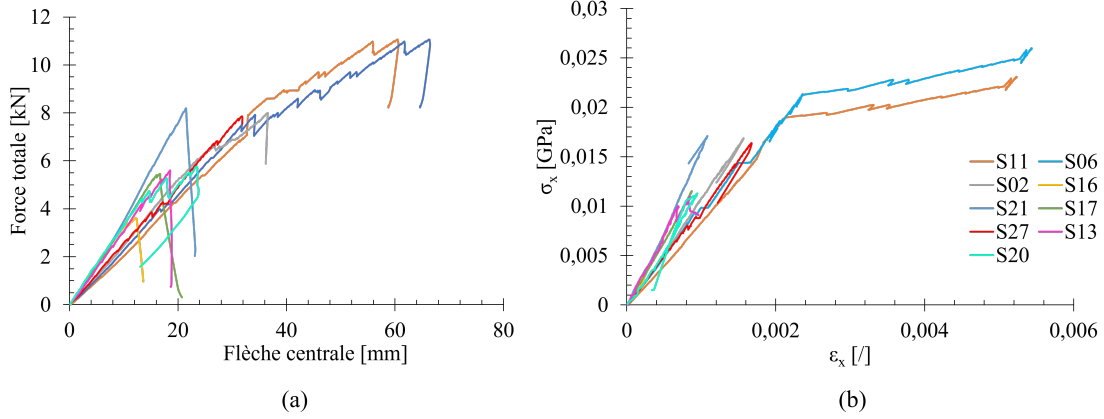 (a)
12
10
8
6
4
2
0
Force totale [kN]
0 20 40 60 80
Flèche centrale [mm]
(a)
(b)
0,03
0,025
0,02
0,015
0,01
0,005
0
σx [GPa]
0 0,002 0,004 0,006
εx [/]
S11 S06
S02 S16
S21 S17
S27 S13
S20
(b)